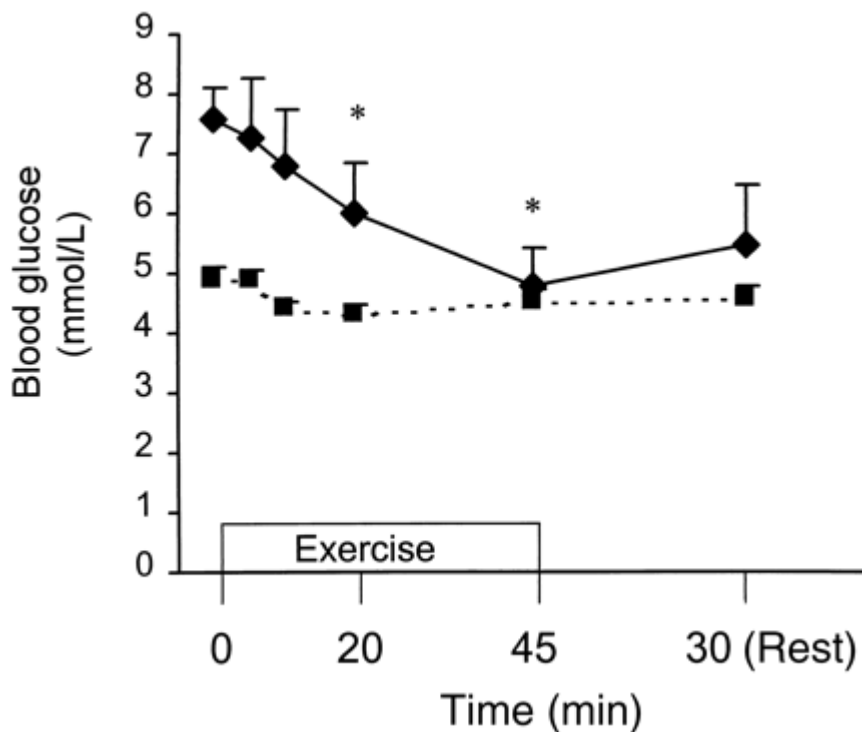 9
8
7
6
5
4
3
2
1
0
Blood glucose
(mmol/L)
*
*
Exercise
0 20 45 30 (Rest)
Time (min)